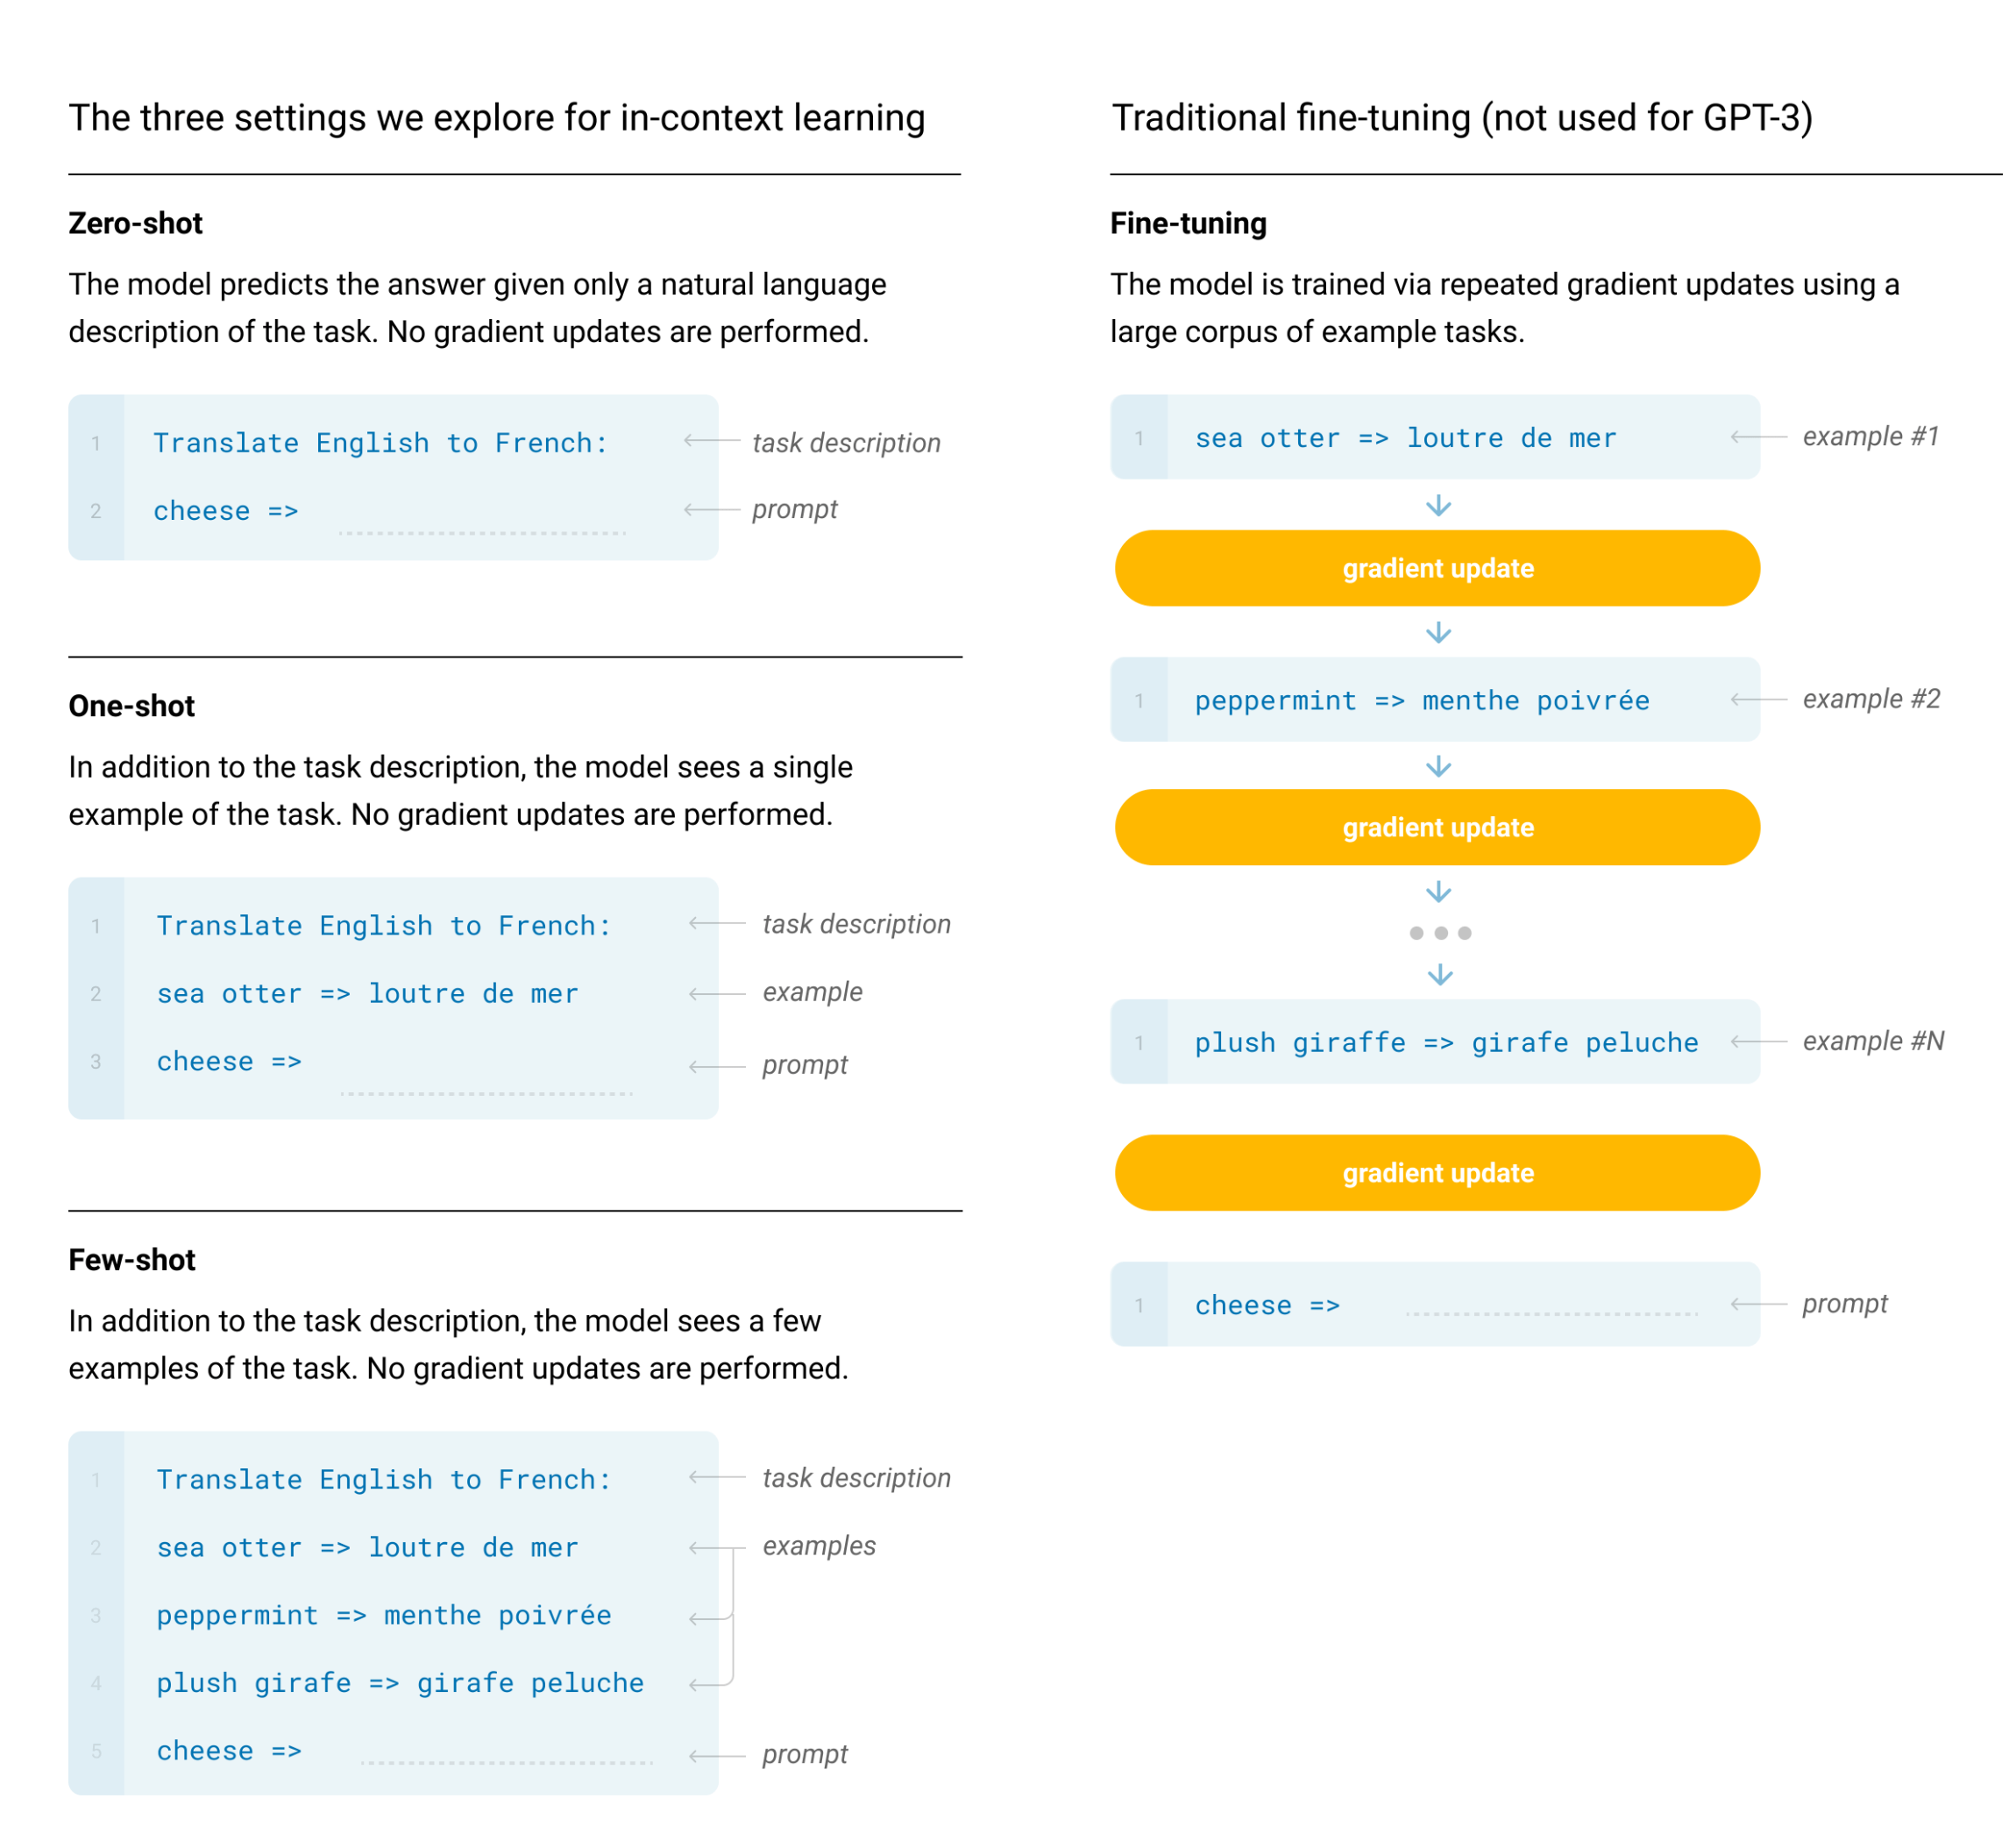 The three settings we explore for in-context learning
Zero-shot
The model predicts the answer given only a natural language
description of the task. No gradient updates are performed.
1 Translate English to French: task description
2 cheese => prompt
One-shot
In addition to the task description, the model sees a single
example of the task. No gradient updates are performed.
1 Translate English to French: task description
2 sea otter => loutre de mer example
3 cheese => prompt
Few-shot
In addition to the task description, the model sees a few
examples of the task. No gradient updates are performed.
1 Translate English to French: task description
2 sea otter => loutre de mer examples
3 peppermint => menthe poivrée
4 plush girafe => girafe peluche
5 cheese => prompt
Traditional fine-tuning (not used for GPT-3)
Fine-tuning
The model is trained via repeated gradient updates using a
large corpus of example tasks.
1 sea otter => loutre de mer example #1
gradient update
1 peppermint => menthe poivrée example #2
gradient update
1 plush giraffe => girafe peluche example #N
gradient update
1 cheese => prompt